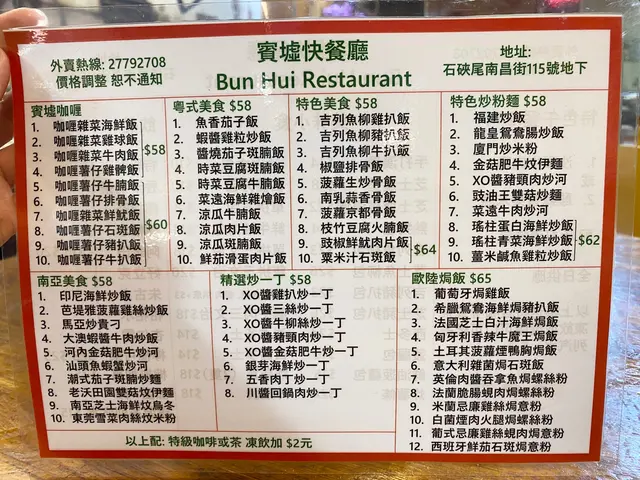 外賣熱線: 27792708
價格調整 恕不通知
賓墟快餐廳
Bun Hui Restaurant
地址:
石硤尾南昌街115號地下
賓墟咖喱
1. 咖喱雜菜海鮮飯
2. 咖喱雜菜雞球飯
3. 咖喱雜菜牛肉飯
4. 咖喱薯仔雞髀飯
5. 咖喱薯仔牛腩飯
6. 咖喱薯仔排骨飯
7. 咖喱雜菜鮮魷飯
8. 咖喱薯仔石斑飯
9. 咖喱薯仔豬扒飯
10. 咖喱薯仔牛扒飯
$58
$60
粵式美食 $58
1. 魚香茄子飯
2. 蝦醬雞粒炒飯
3. 醬燒茄子斑腩飯
4. 時菜豆腐斑腩飯
5. 時菜豆腐斑腩飯
6. 菜遠海鮮雜燴飯
7. 涼瓜牛腩飯
8. 涼瓜肉片飯
9. 涼瓜斑腩飯
10. 鮮茄滑蛋肉片飯
特色美食 $58
1. 吉列魚柳雞扒飯
2. 吉列魚柳豬扒飯
3. 吉列魚柳牛扒飯
4. 椒鹽排骨飯
5. 菠蘿生炒骨飯
6. 南乳蒜香骨飯
7. 菠蘿京都骨飯
8. 枝竹豆腐火腩飯
9. 豉椒鮮魷肉片飯
10. 粟米汁石斑飯
$64
特色炒粉麵 $58
1. 福建炒飯
2. 龍皇鴛鴦腸炒飯
3. 廈門炒米粉
4. 金菇肥牛炆伊麵
5. XO醬豬頸肉炒河
6. 豉油王雙菇炒麵
7. 菜遠牛肉炒河
8. 瑤柱蛋白海鮮炒飯
9. 瑤柱青菜海鮮炒飯
10. 薑米鹹魚雞粒炒飯
$62
南亞美食 $58
1. 印尼海鮮炒飯
2. 芭堤雅菠蘿雞絲炒飯
3. 馬亞炒貴刁
4. 大澳蝦醬牛肉炒飯
5. 河內金菇肥牛炒河
6. 汕頭魚蝦蟹炒河
7. 潮式茄子斑腩炒麵
8. 老沃田園雙菇炆伊麵
9. 南亞芝士海鮮炆烏冬
10. 東莞雪菜肉絲炆米粉
精選炒一丁 $58
1. XO醬雞扒炒一丁
2. XO醬三絲炒一丁
3. XO醬牛柳絲炒一丁
4. XO醬豬頸肉炒一丁
5. XO醬金菇肥牛炒一丁
6. 銀芽海鮮炒一丁
7. 五香肉丁炒一丁
8. 川醬回鍋肉炒一丁
歐陸焗飯 $65
1. 葡萄牙焗雞飯
2. 希臘鴛鴦海鮮焗豬扒飯
3. 法國芝士白汁海鮮焗飯
4. 匈牙利香辣牛魔王焗飯
5. 土耳其菠蘿煙鴨胸焗飯
6. 意大利雜菌焗石斑飯
7. 英倫肉醬吞拿魚焗螺絲粉
8. 法蘭脆腸蜆肉焗螺絲粉
9. 米蘭忌廉雞絲焗意粉
10. 白菌煙肉火腿焗螺絲粉
11. 葡式忌廉雞絲蜆肉焗意粉
12. 西班牙鮮茄石斑焗意粉
以上配: 特級咖啡或茶 凍飲加 $2元